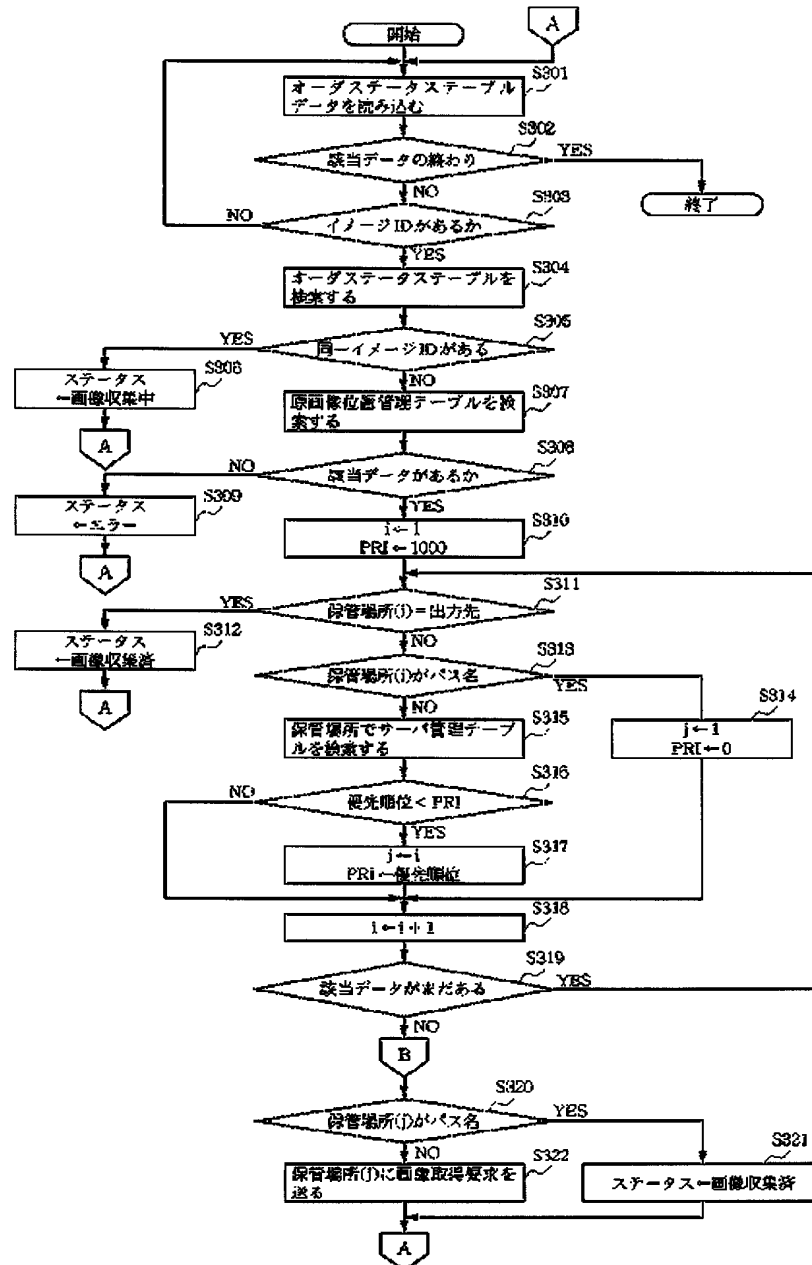 開始
A
S301
オーダステータステーブル
データを読み込む
S302
該当データの終わり
YES
NO
終了
S303
NO
イメージIDがあるか
YES
S304
オーダステータステーブルを
検索する
S305
YES
同一イメージIDがある
NO
S306
ステータス
←画像収集中
A
S307
原画像位置管理テーブルを検
索する
S308
NO
該当データがあるか
YES
S309
ステータス
←エラー
A
S310
i←1
PRI←1000
S311
YES
保管場所(i)=出力先
NO
S312
ステータス
←画像収集済
A
S313
保管場所(i)がパス名
YES
NO
S314
j←1
PRI←0
S315
保管場所でサーバ管理テーブ
ルを検索する
S316
NO
優先順位<PRI
YES
S317
j←i
PRi←優先順位
S318
i←i+1
S319
該当データがまだある
YES
NO
B
S320
保管場所(j)がパス名
YES
NO
S321
ステータス←画像収集済
S322
保管場所(j)に画像取得要求を
送る
A